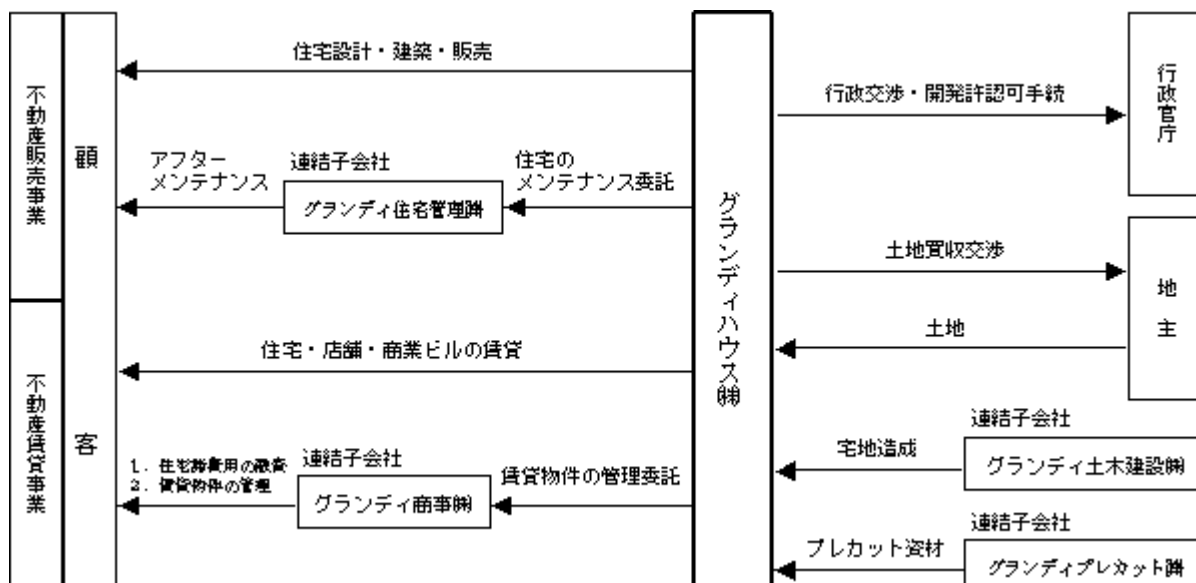 不動産販売事業
不動産賃貸事業
顧客
住宅設計・建築・販売
アフター
メンテナンス
連結子会社
グランディ住宅管理㈱
住宅の
メンテナンス委託
住宅・店舗・商業ビルの賃貸
1. 住宅諸費用の融資
2. 賃貸物件の管理
連結子会社
グランディ商事㈱
賃貸物件の管理委託
グランディハウス㈱
行政交渉・開発許認可手続
行政官庁
土地買収交渉
土地
地主
宅地造成
連結子会社
グランディ土木建設㈱
プレカット資材
連結子会社
グランディプレカット㈱